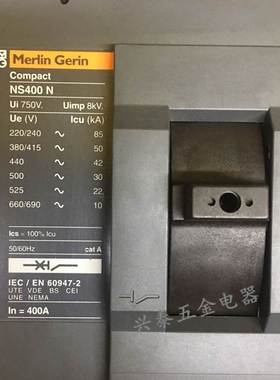 Merlin Gerin
Compact
NS400 N
Ui 750V. Uimp 8kV.
Ue (V) Icu (kA)
220/240 ~ 85
380/415 ~ 50
440 ~ 42
500 ~ 30
525 ~ 22
660/690 ~ 10
Ics = 100% Icu
50/60Hz cat A
IEC / EN 60947-2
UTE VDE BS CEI
UNE NEMA
In = 400A
兴泰五金电器